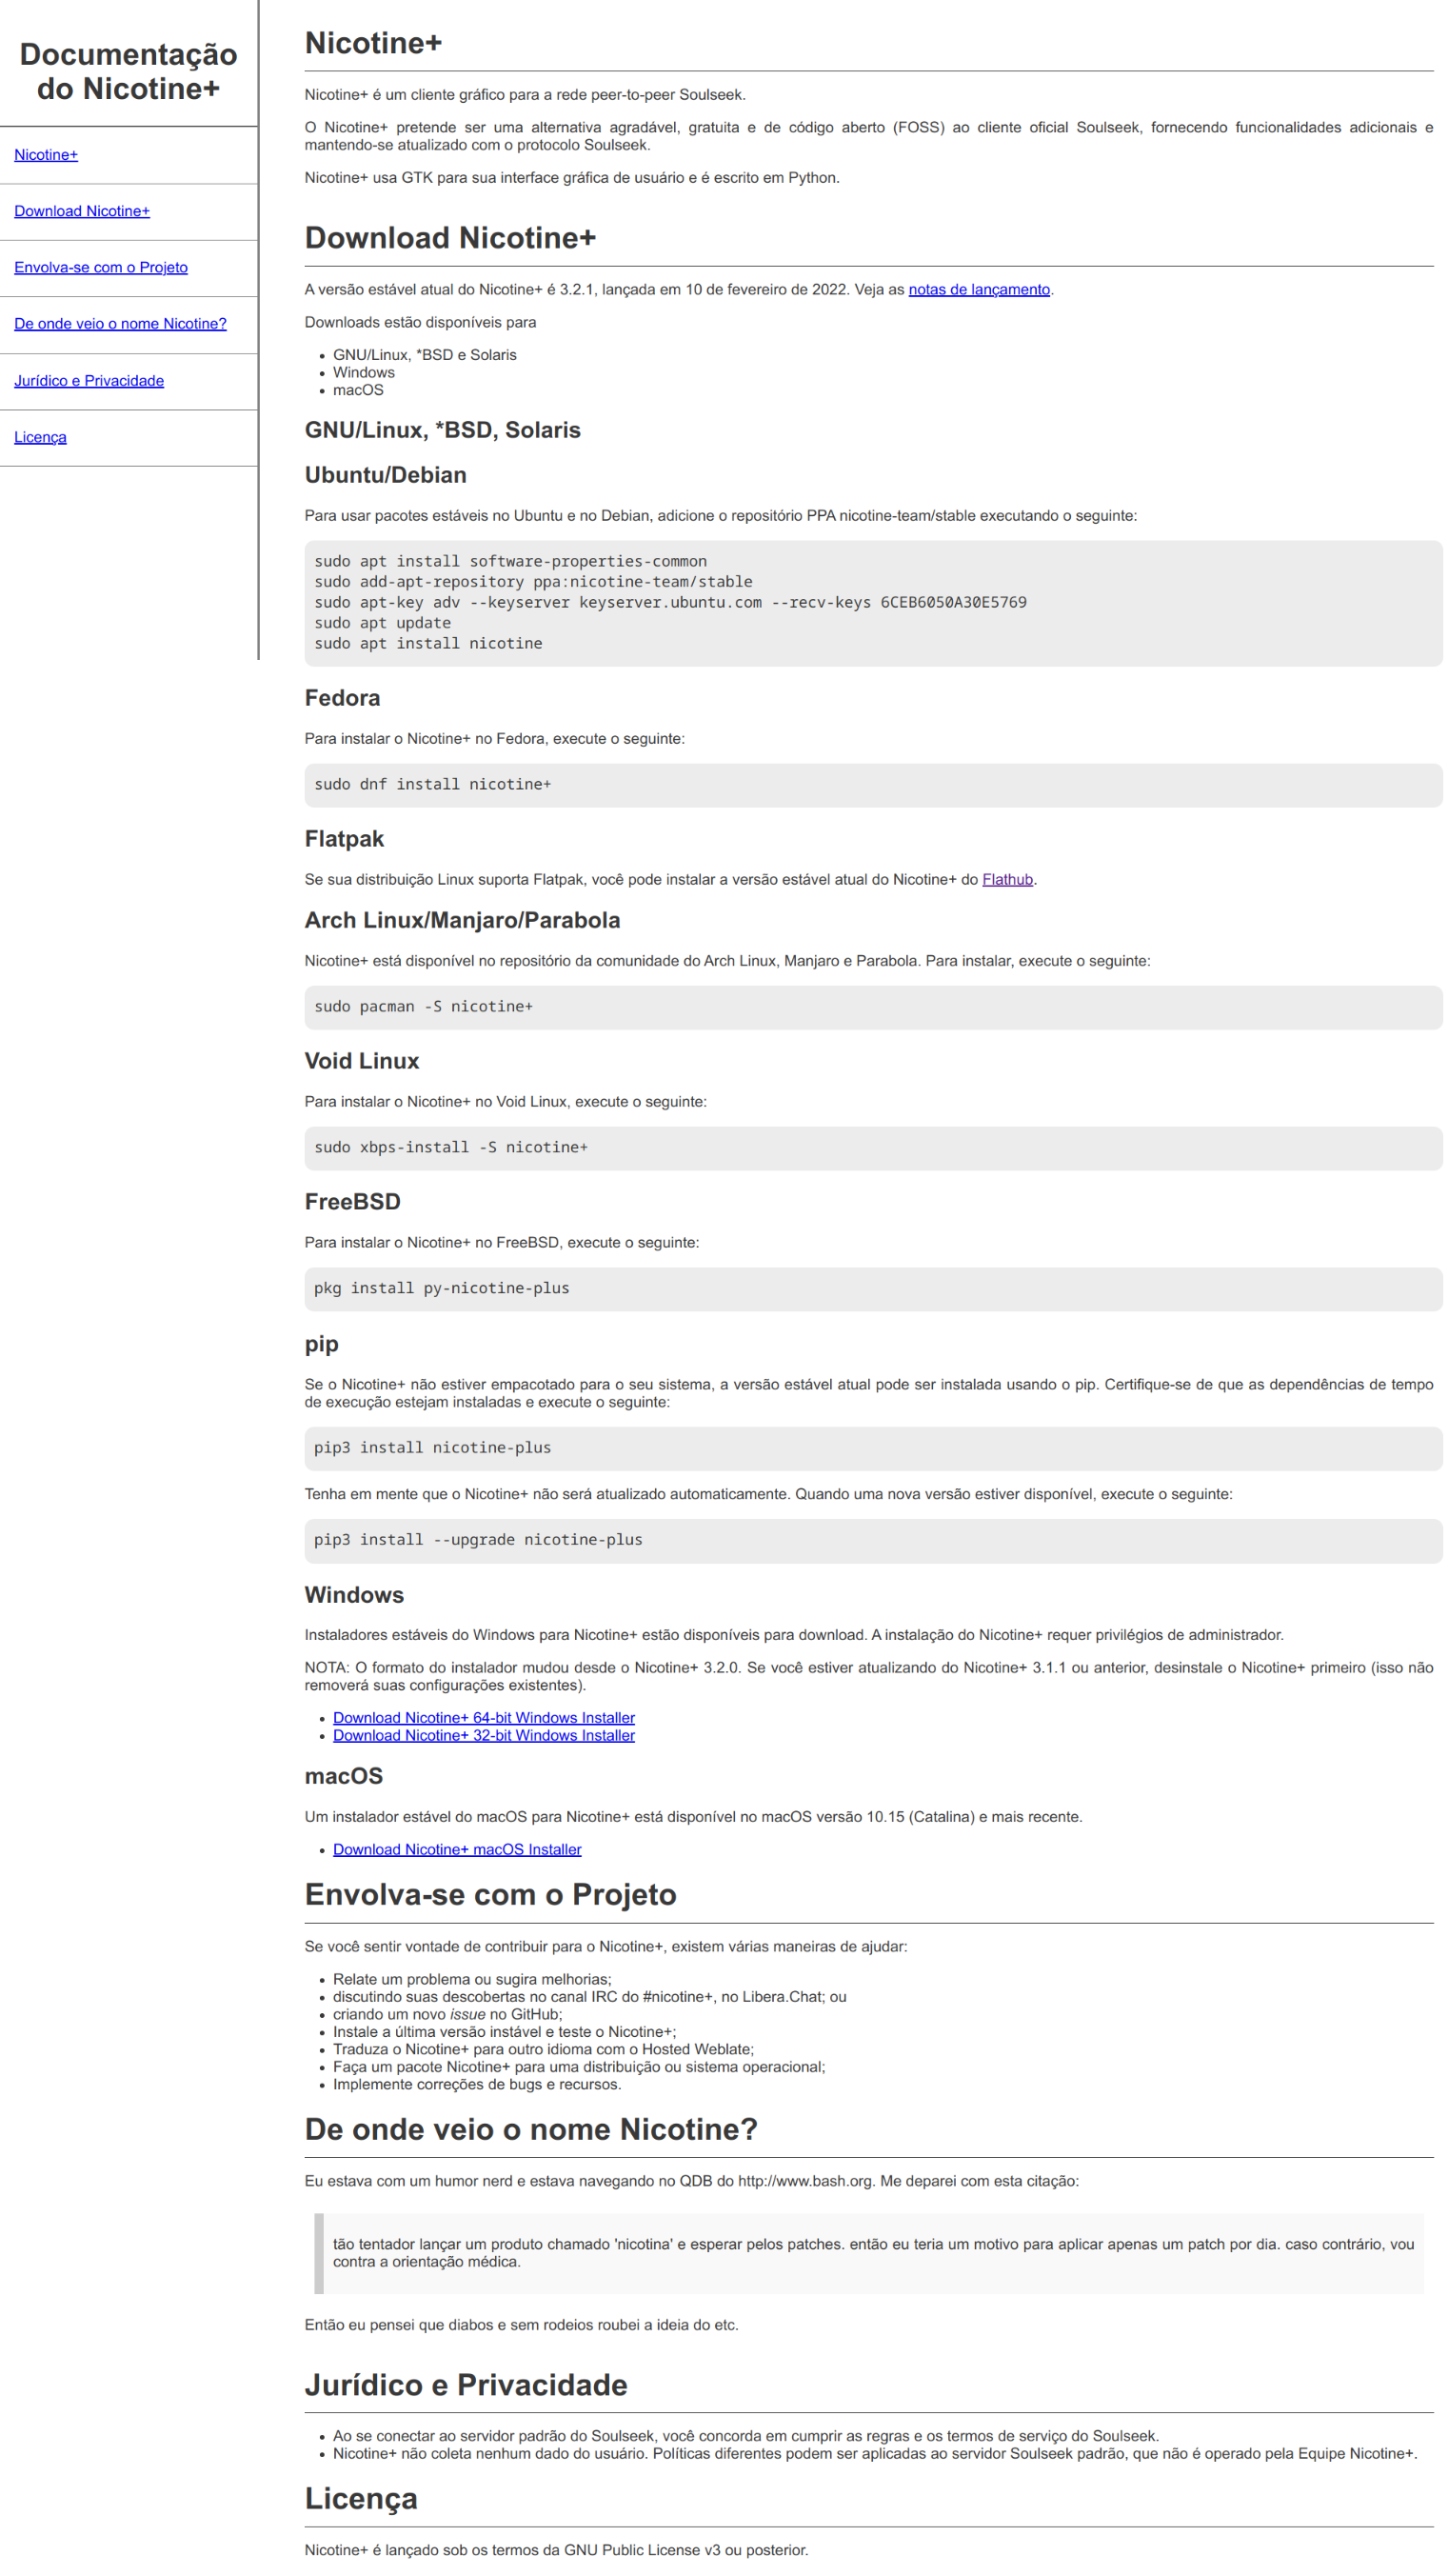 Documentação
do Nicotine+
Nicotine+
Download Nicotine+
Envolva-se com o Projeto
De onde veio o nome Nicotine?
Jurídico e Privacidade
Licença
Nicotine+
Nicotine+ é um cliente gráfico para a rede peer-to-peer Soulseek.
O Nicotine+ pretende ser uma alternativa agradável, gratuita e de código aberto (FOSS) ao cliente oficial Soulseek, fornecendo funcionalidades adicionais e
mantendo-se atualizado com o protocolo Soulseek.
Nicotine+ usa GTK para sua interface gráfica de usuário e é escrito em Python.
Download Nicotine+
A versão estável atual do Nicotine+ é 3.2.1, lançada em 10 de fevereiro de 2022. Veja as notas de lançamento.
Downloads estão disponíveis para
• GNU/Linux, *BSD e Solaris
• Windows
• macOS
GNU/Linux, *BSD, Solaris
Ubuntu/Debian
Para usar pacotes estáveis no Ubuntu e no Debian, adicione o repositório PPA nicotine-team/stable executando o seguinte:
sudo apt install software-properties-common
sudo add-apt-repository ppa:nicotine-team/stable
sudo apt-key adv --keyserver keyserver.ubuntu.com --recv-keys 6CEB6050A30E5769
sudo apt update
sudo apt install nicotine
Fedora
Para instalar o Nicotine+ no Fedora, execute o seguinte:
sudo dnf install nicotine+
Flatpak
Se sua distribuição Linux suporta Flatpak, você pode instalar a versão estável atual do Nicotine+ do Flathub.
Arch Linux/Manjaro/Parabola
Nicotine+ está disponível no repositório da comunidade do Arch Linux, Manjaro e Parabola. Para instalar, execute o seguinte:
sudo pacman -S nicotine+
Void Linux
Para instalar o Nicotine+ no Void Linux, execute o seguinte:
sudo xbps-install -S nicotine+
FreeBSD
Para instalar o Nicotine+ no FreeBSD, execute o seguinte:
pkg install py-nicotine-plus
pip
Se o Nicotine+ não estiver empacotado para o seu sistema, a versão estável atual pode ser instalada usando o pip. Certifique-se de que as dependências de tempo
de execução estejam instaladas e execute o seguinte:
pip3 install nicotine-plus
Tenha em mente que o Nicotine+ não será atualizado automaticamente. Quando uma nova versão estiver disponível, execute o seguinte:
pip3 install --upgrade nicotine-plus
Windows
Instaladores estáveis do Windows para Nicotine+ estão disponíveis para download. A instalação do Nicotine+ requer privilégios de administrador.
NOTA: O formato do instalador mudou desde o Nicotine+ 3.2.0. Se você estiver atualizando do Nicotine+ 3.1.1 ou anterior, desinstale o Nicotine+ primeiro (isso não
removerá suas configurações existentes).
• Download Nicotine+ 64-bit Windows Installer
• Download Nicotine+ 32-bit Windows Installer
macOS
Um instalador estável do macOS para Nicotine+ está disponível no macOS versão 10.15 (Catalina) e mais recente.
• Download Nicotine+ macOS Installer
Envolva-se com o Projeto
Se você sentir vontade de contribuir para o Nicotine+, existem várias maneiras de ajudar:
• Relate um problema ou sugira melhorias;
• discutindo suas descobertas no canal IRC do #nicotine+, no Libera.Chat; ou
• criando um novo issue no GitHub;
• Instale a última versão instável e teste o Nicotine+;
• Traduza o Nicotine+ para outro idioma com o Hosted Weblate;
• Faça um pacote Nicotine+ para uma distribuição ou sistema operacional;
• Implemente correções de bugs e recursos.
De onde veio o nome Nicotine?
Eu estava com um humor nerd e estava navegando no QDB do http://www.bash.org. Me deparei com esta citação:
tão tentador lançar um produto chamado 'nicotina' e esperar pelos patches. então eu teria um motivo para aplicar apenas um patch por dia. caso contrário, vou
contra a orientação médica.
Então eu pensei que diabos e sem rodeios roubei a ideia do etc.
Jurídico e Privacidade
• Ao se conectar ao servidor padrão do Soulseek, você concorda em cumprir as regras e os termos de serviço do Soulseek.
• Nicotine+ não coleta nenhum dado do usuário. Políticas diferentes podem ser aplicadas ao servidor Soulseek padrão, que não é operado pela Equipe Nicotine+.
Licença
Nicotine+ é lançado sob os termos da GNU Public License v3 ou posterior.